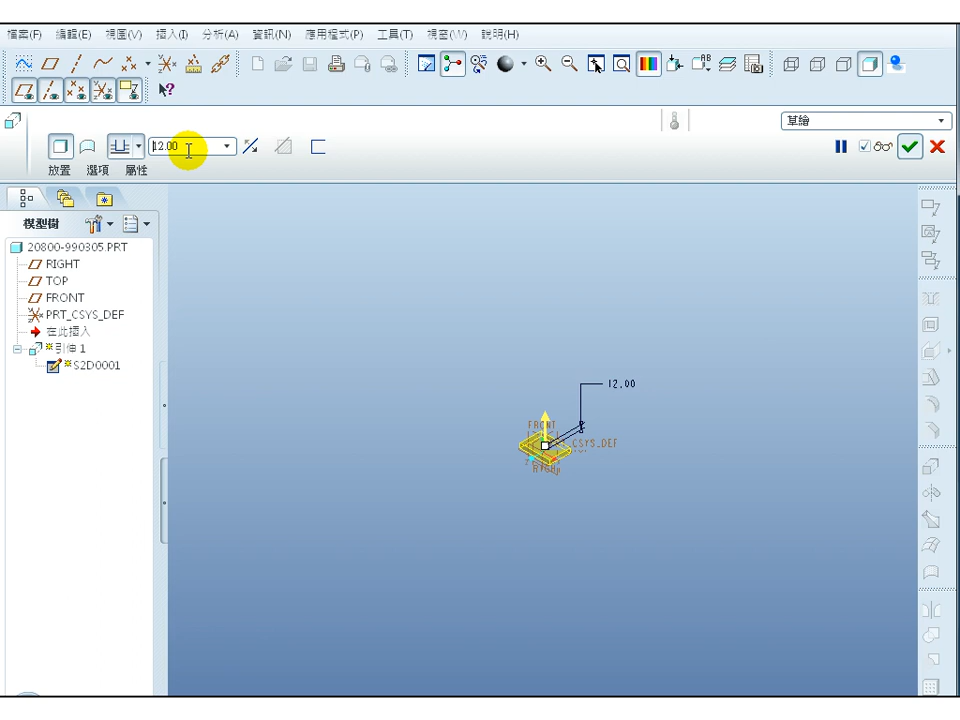 檔案(F) 編輯(E) 視圖(V) 插入(I) 分析(A) 資訊(N) 應用程式(P) 工具(T) 視窗(W) 說明(H)
草繪
12.00
放置 選項 屬性
模型樹
20800-990305.PRT
RIGHT
TOP
FRONT
PRT_CSYS_DEF
在此插入
引伸 1
S2D0001
12.00
FRONT
CSYS_DEF
RIGHT